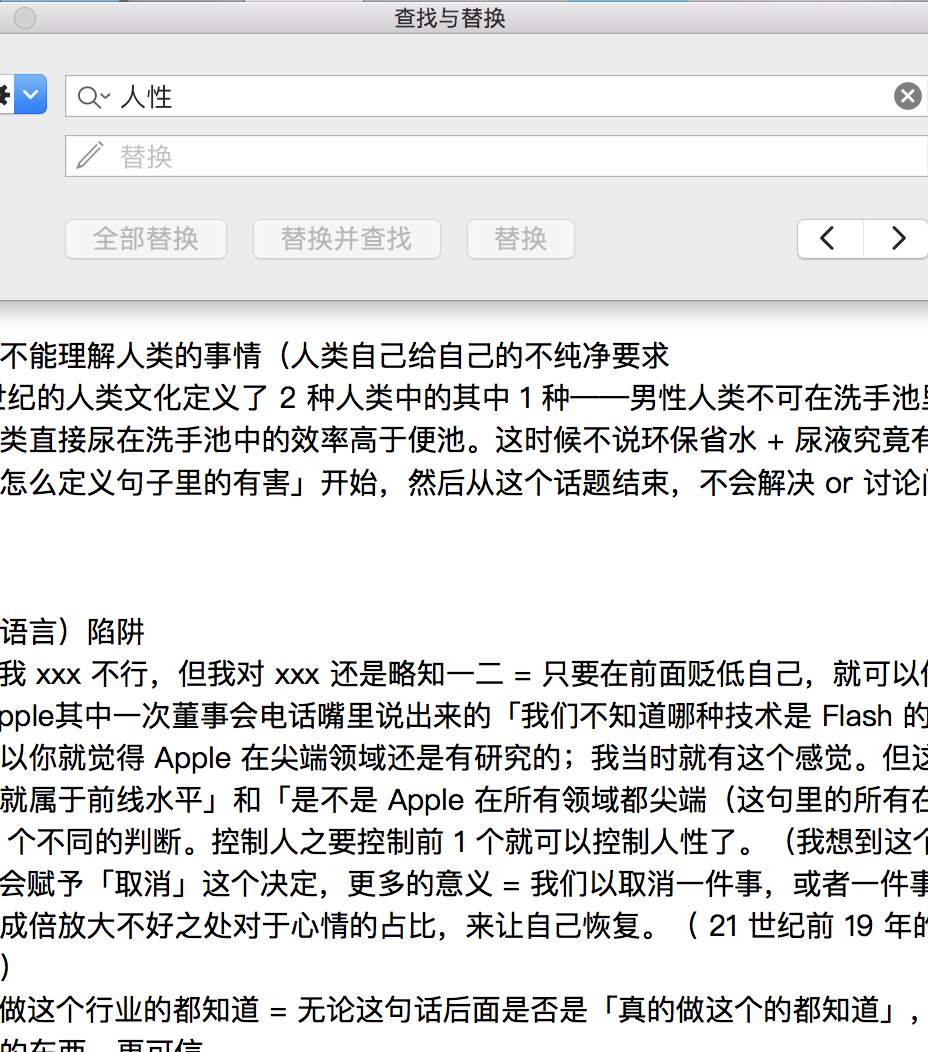 查找与替换
人性
替换
全部替换 替换并查找 替换
不能理解人类的事情（人类自己给自己的不纯净要求
世纪的人类文化定义了 2 种人类中的其中 1 种——男性人类不可在洗手池
类直接尿在洗手池中的效率高于便池。这时候不说环保省水 + 尿液究竟有
怎么定义句子里的有害」开始，然后从这个话题结束，不会解决 or 讨论
语言）陷阱
我 xxx 不行，但我对 xxx 还是略知一二 = 只要在前面贬低自己，就可以
pple其中一次董事会电话嘴里说出来的「我们不知道哪种技术是 Flash 的
以你就觉得 Apple 在尖端领域还是有研究的；我当时就有这个感觉。但这
就属于前线水平」和「是不是 Apple 在所有领域都尖端（这句里的所有在
个不同的判断。控制人之要控制前 1 个就可以控制人性了。（我想到这个
会赋予「取消」这个决定，更多的意义 = 我们以取消一件事，或者一件事
成倍放大不好之处对于心情的占比，来让自己恢复。（ 21 世纪前 19 年的
）
做这个行业的都知道 = 无论这句话后面是否是「真的做这个的都知道」，
的东西，更可信